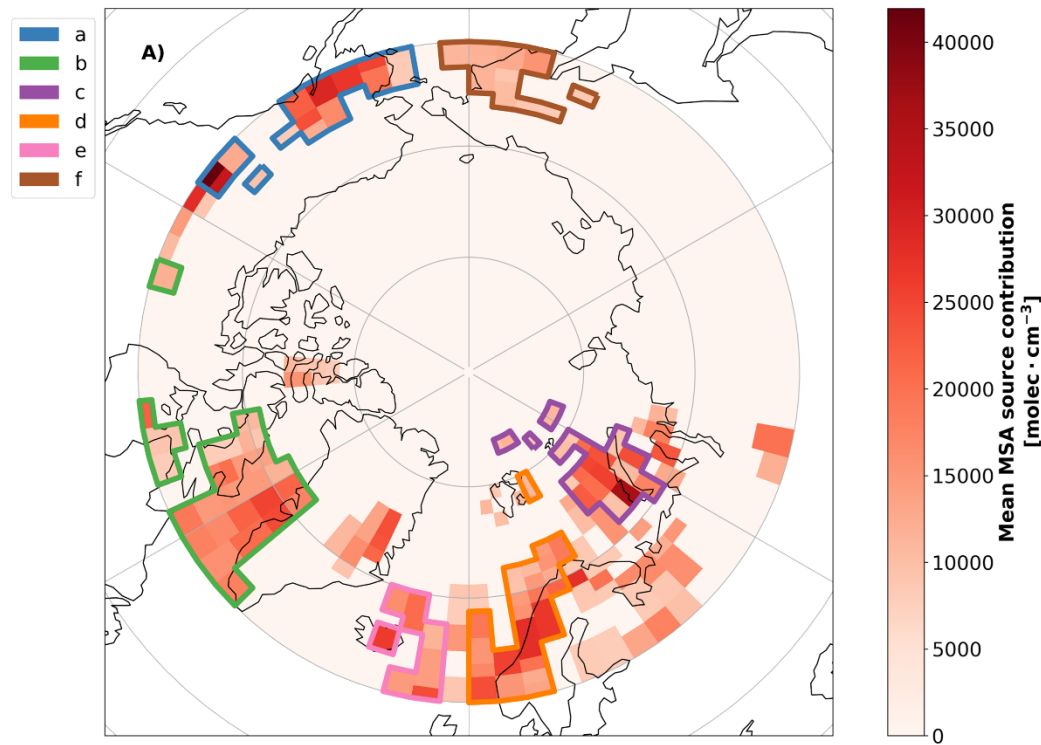 a
b
c
d
e
f
A)
40000
35000
30000
25000
20000
15000
10000
5000
0
Mean MSA source contribution
[molec · cm⁻³]